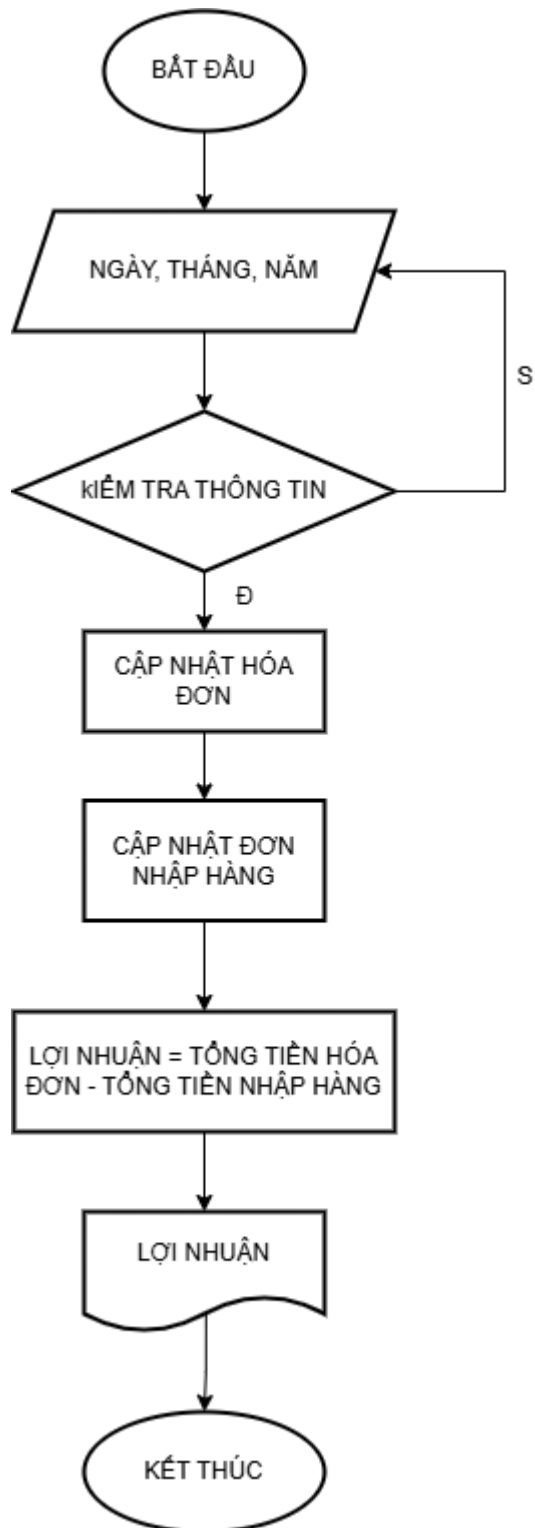 BẮT ĐẦU
NGÀY, THÁNG, NĂM
S
kIỂM TRA THÔNG TIN
Đ
CẬP NHẬT HÓA
ĐƠN
CẬP NHẬT ĐƠN
NHẬP HÀNG
LỢI NHUẬN = TỔNG TIỀN HÓA
ĐƠN - TỔNG TIỀN NHẬP HÀNG
LỢI NHUẬN
KẾT THÚC